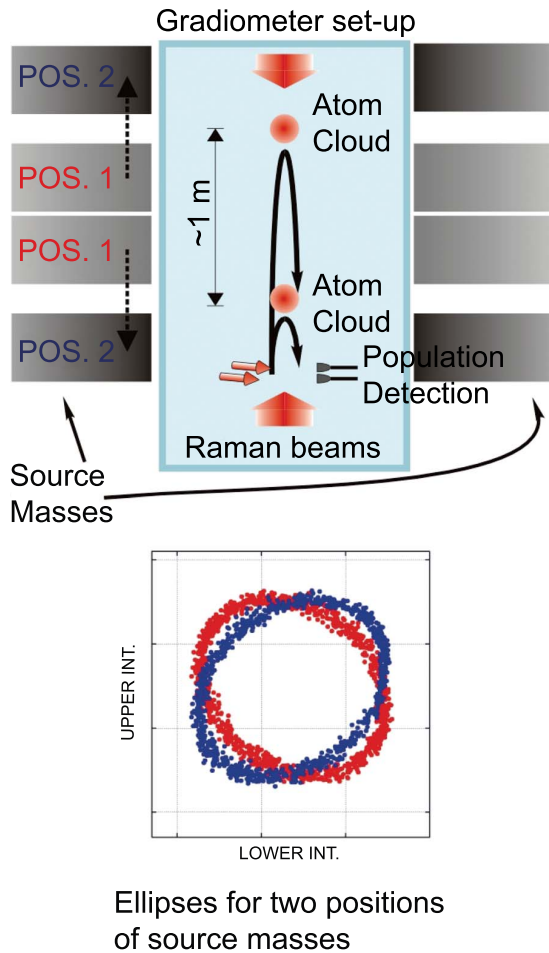 Gradiometer set-up
POS. 2
Atom
Cloud
POS. 1
~1 m
POS. 1
Atom
Cloud
POS. 2
Population
Detection
Raman beams
Source
Masses
UPPER INT.
LOWER INT.
Ellipses for two positions
of source masses